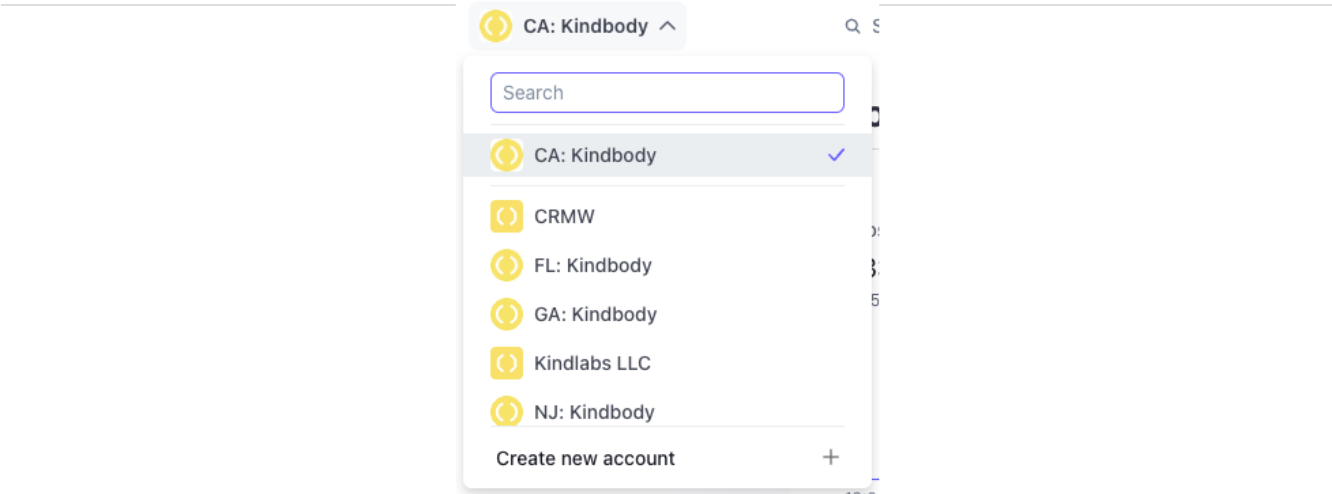 CA: Kindbody
Search
CA: Kindbody
CRMW
FL: Kindbody
GA: Kindbody
Kindlabs LLC
NJ: Kindbody
Create new account